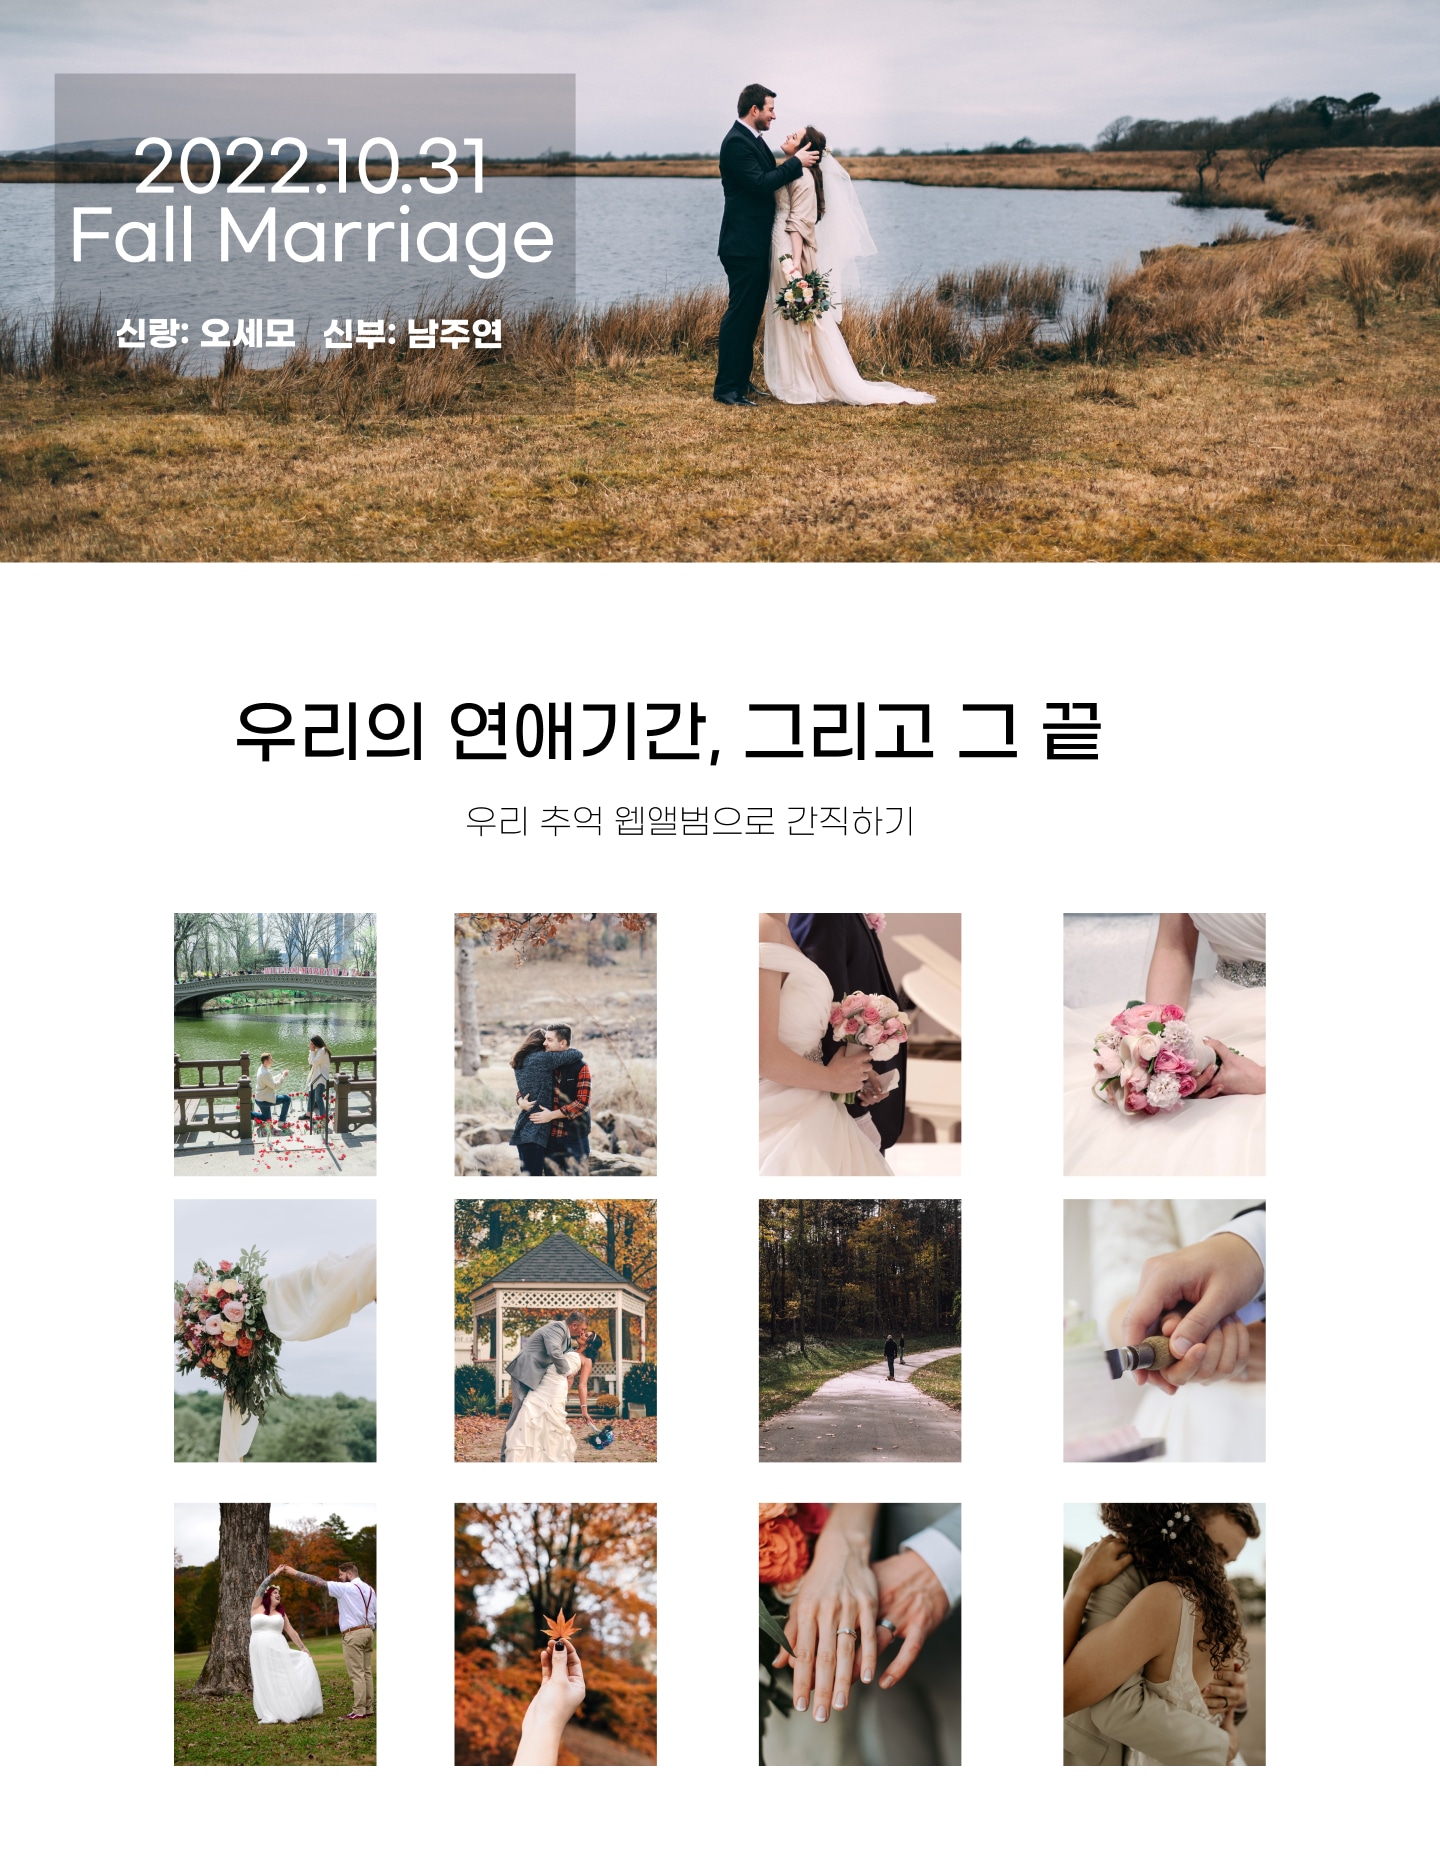 2022.10.31
Fall Marriage
신랑: 오세모 신부: 남주연
우리의 연애기간, 그리고 그 끝
우리 추억 웹앨범으로 간직하기